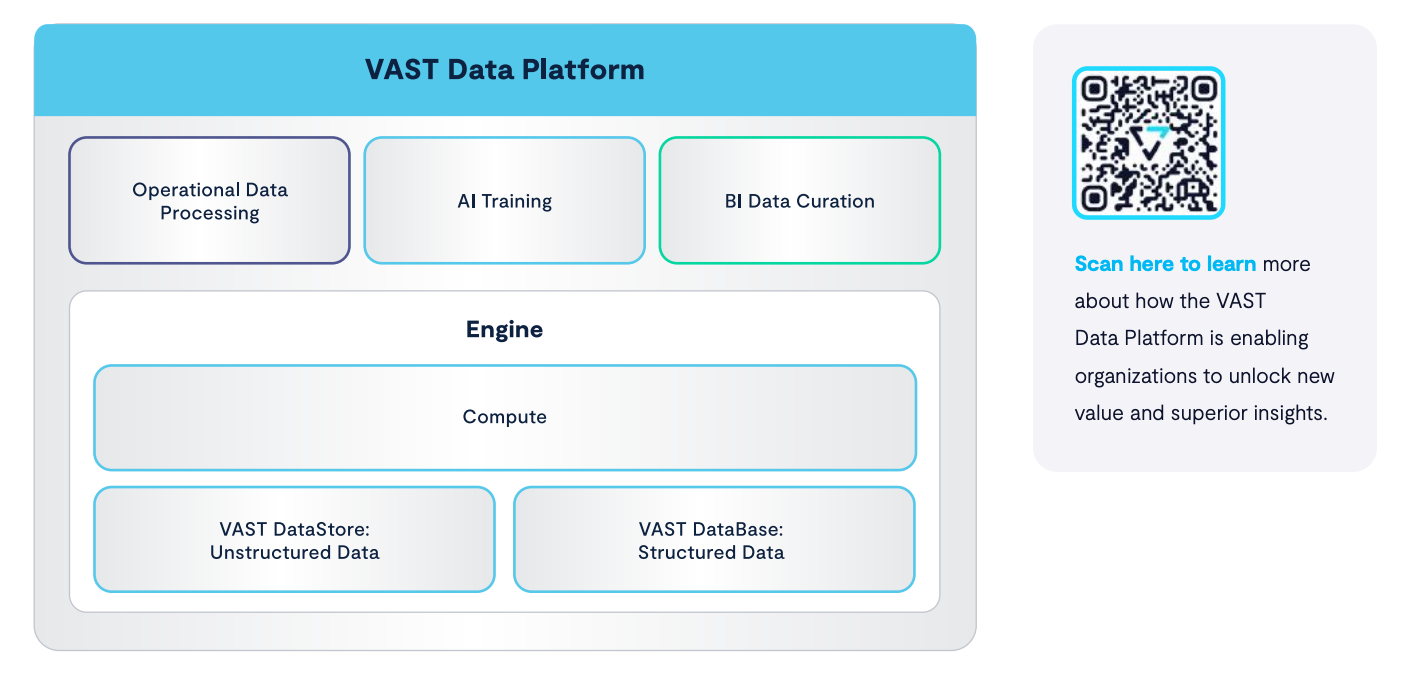 VAST Data Platform
Operational Data
Processing
AI Training
BI Data Curation
Engine
Compute
VAST DataStore:
Unstructured Data
VAST DataBase:
Structured Data
Scan here to learn more
about how the VAST
Data Platform is enabling
organizations to unlock new
value and superior insights.